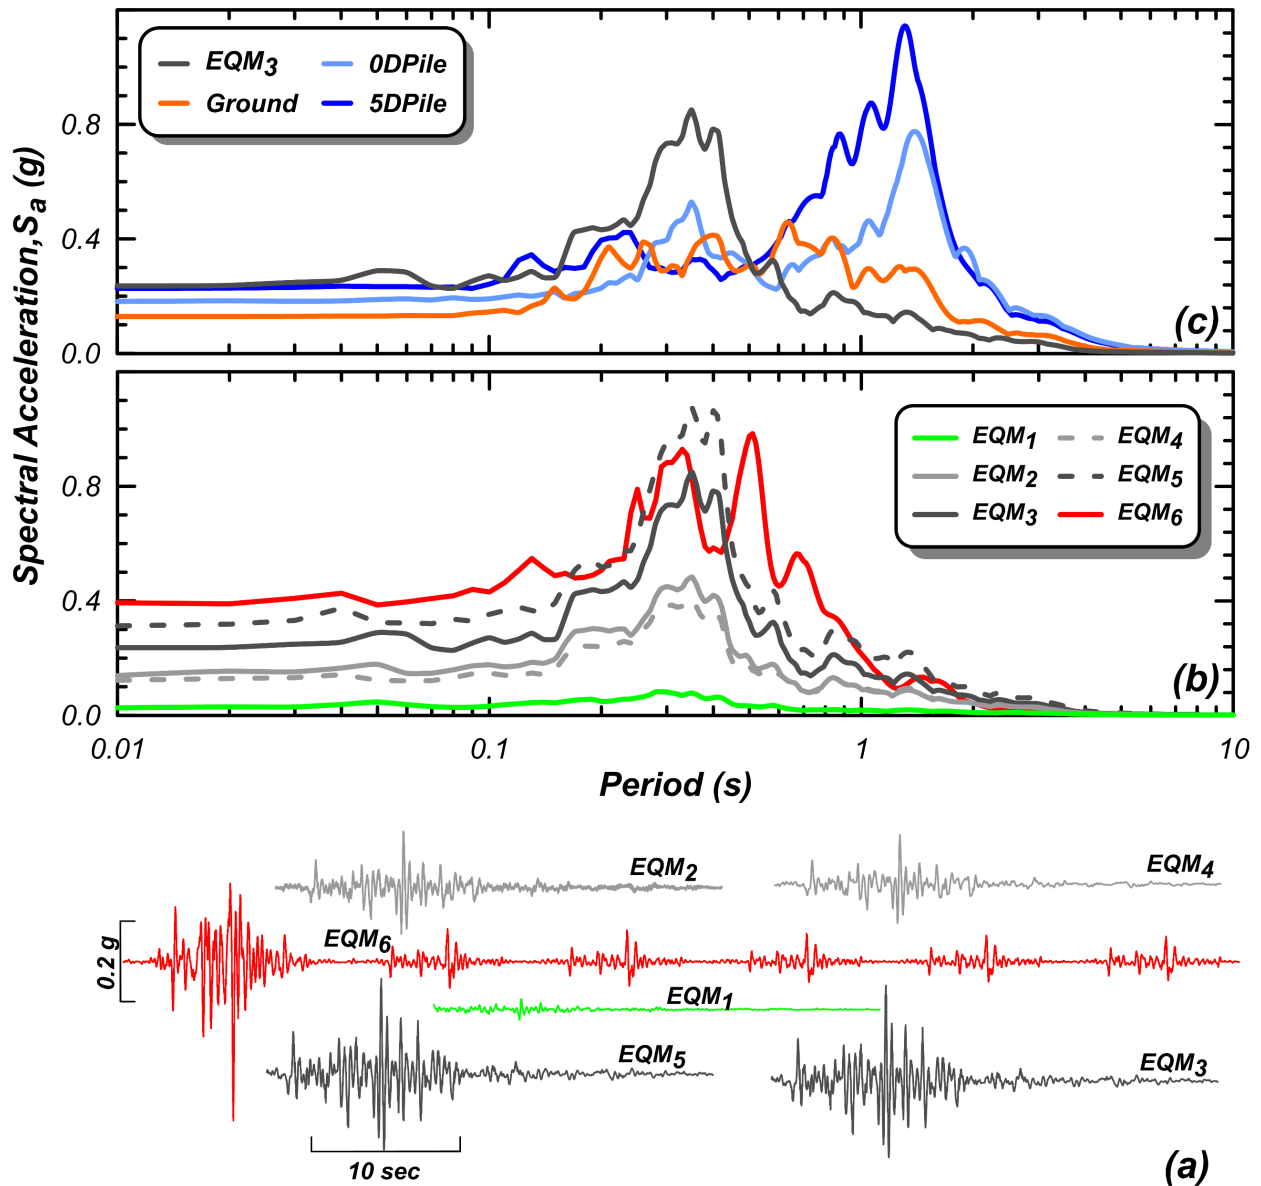 Spectral Acceleration,Sₐ (g)
EQM₃
0DPile
Ground
5DPile
0.8
0.4
0.0
(c)
EQM₁
EQM₄
EQM₂
EQM₅
EQM₃
EQM₆
0.8
0.4
0.0
(b)
0.01
0.1
1
10
Period (s)
EQM₂
EQM₄
0.2 g
EQM₆
EQM₁
EQM₅
EQM₃
10 sec
(a)